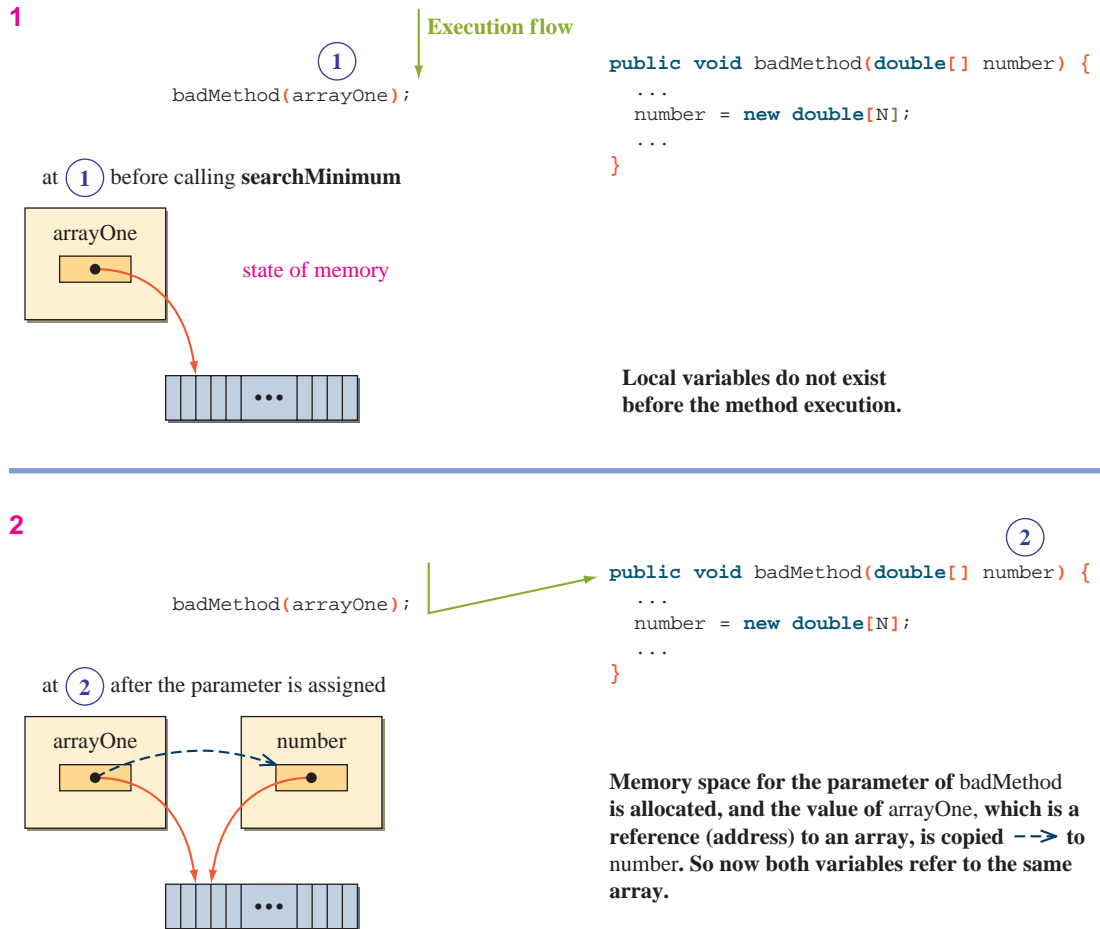 1
Execution flow
1
badMethod(arrayOne);
public void badMethod(double[] number) {
...
number = new double[N];
...
}
at 1 before calling searchMinimum
arrayOne
state of memory
•••
Local variables do not exist
before the method execution.
2
2
badMethod(arrayOne);
public void badMethod(double[] number) {
...
number = new double[N];
...
}
at 2 after the parameter is assigned
arrayOne
number
•••
Memory space for the parameter of badMethod
is allocated, and the value of arrayOne, which is a
reference (address) to an array, is copied --> to
number. So now both variables refer to the same
array.